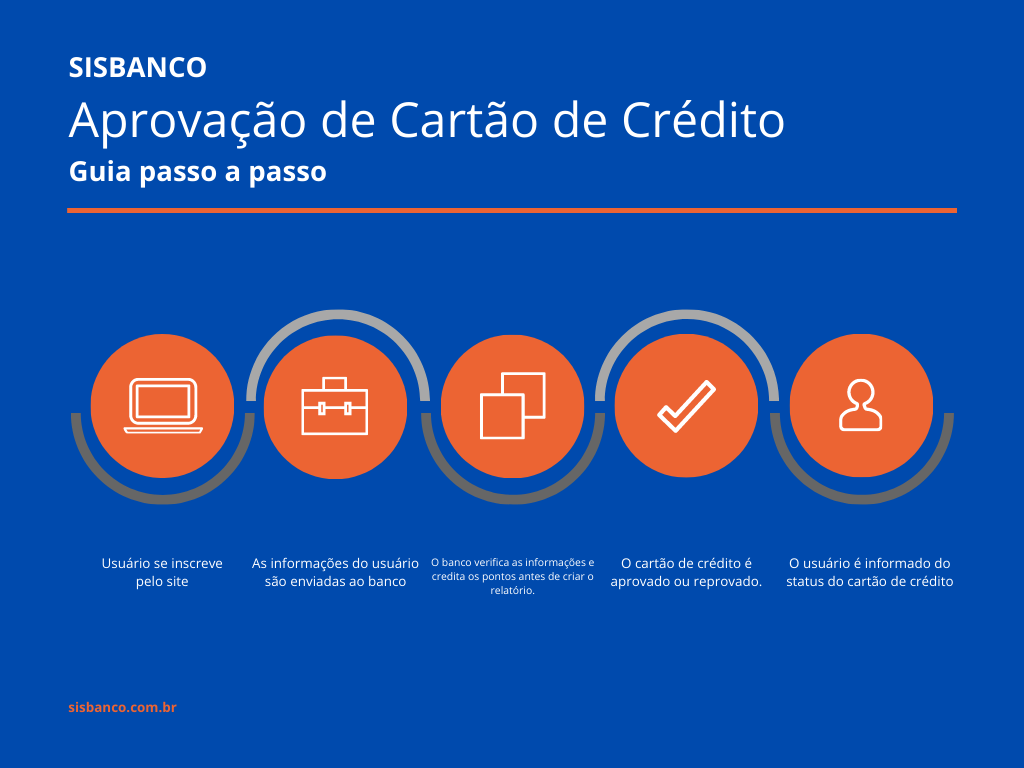 SISBANCO
Aprovação de Cartão de Crédito
Guia passo a passo
Usuário se inscreve
pelo site
As informações do usuário
são enviadas ao banco
O banco verifica as informações e
credita os pontos antes de criar o
relatório.
O cartão de crédito é
aprovado ou reprovado.
O usuário é informado do
status do cartão de crédito
sisbanco.com.br